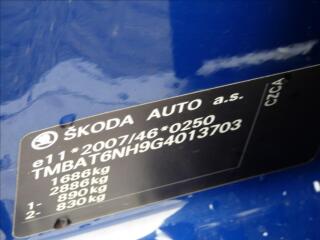 ŠKODA AUTO a.s.
e11*2007/46*0250
TMBAT6NH9G4013703
1686kg
2886kg
1- 890kg
2- 830kg
CZCA